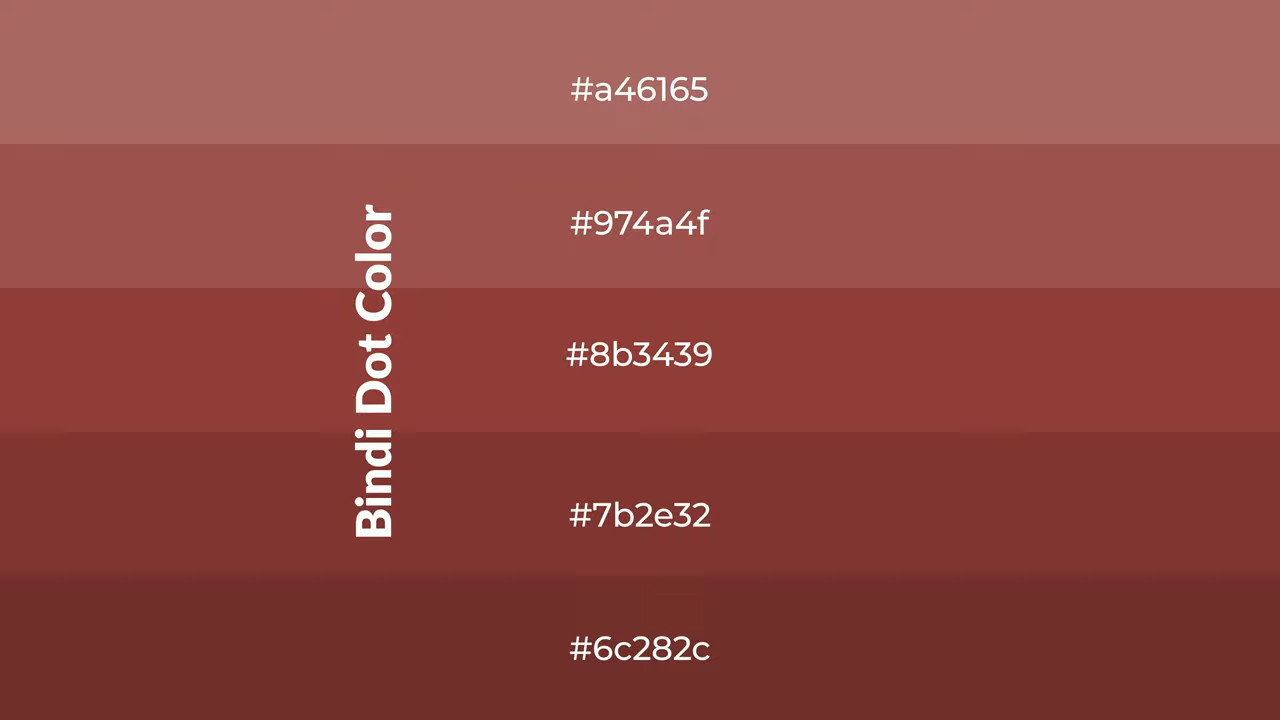 Bindi Dot Color
#a46165
#974a4f
#8b3439
#7b2e32
#6c282c